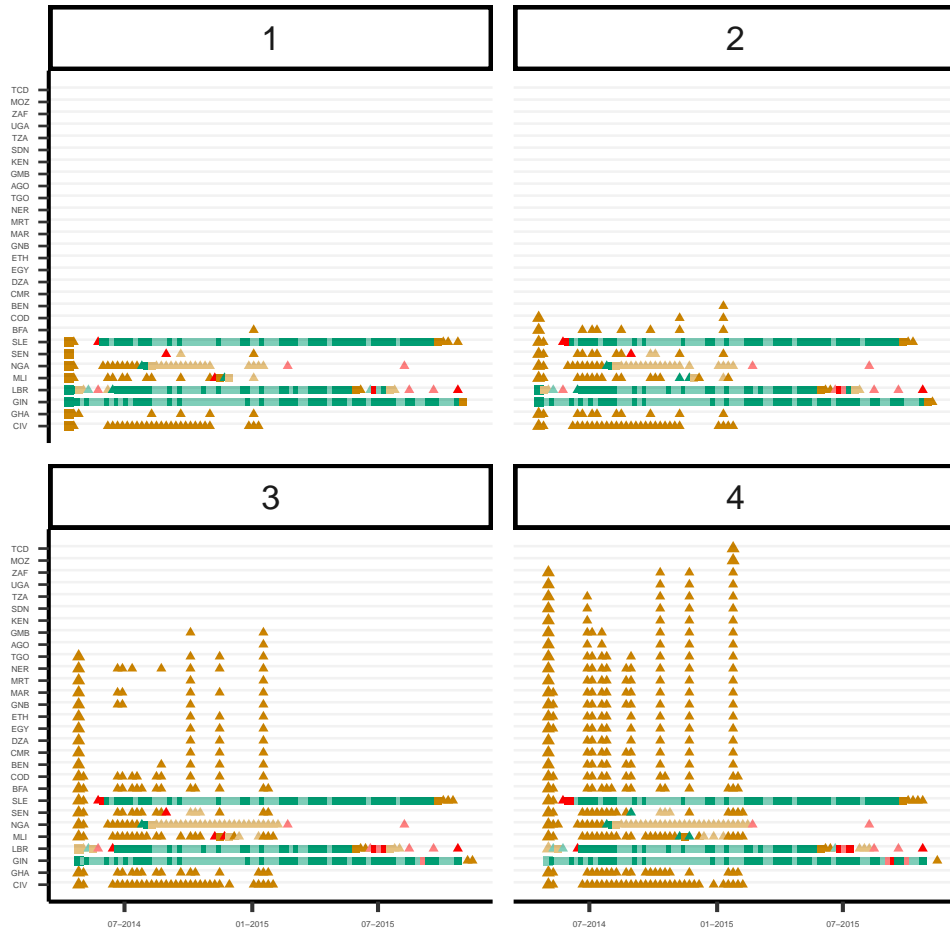 1
2
TCD
MOZ
ZAF
UGA
TZA
SDN
KEN
GMB
AGO
TGO
NER
MRT
MAR
GNB
ETH
EGY
DZA
CMR
BEN
COD
BFA
SLE
SEN
NGA
MLI
LBR
GIN
GHA
CIV
3
4
TCD
MOZ
ZAF
UGA
TZA
SDN
KEN
GMB
AGO
TGO
NER
MRT
MAR
GNB
ETH
EGY
DZA
CMR
BEN
COD
BFA
SLE
SEN
NGA
MLI
LBR
GIN
GHA
CIV
07−2014 01−2015 07−2015 07−2014 01−2015 07−2015